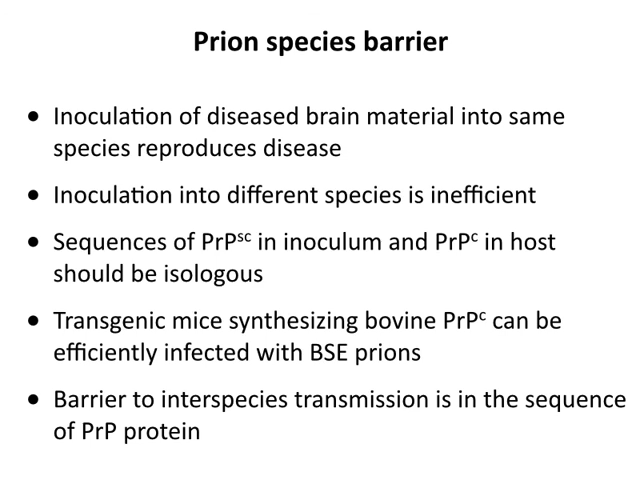 Prion species barrier
• Inoculation of diseased brain material into same
species reproduces disease
• Inoculation into different species is inefficient
• Sequences of PrPˢᶜ in inoculum and PrPᶜ in host
should be isologous
• Transgenic mice synthesizing bovine PrPᶜ can be
efficiently infected with BSE prions
• Barrier to interspecies transmission is in the sequence
of PrP protein